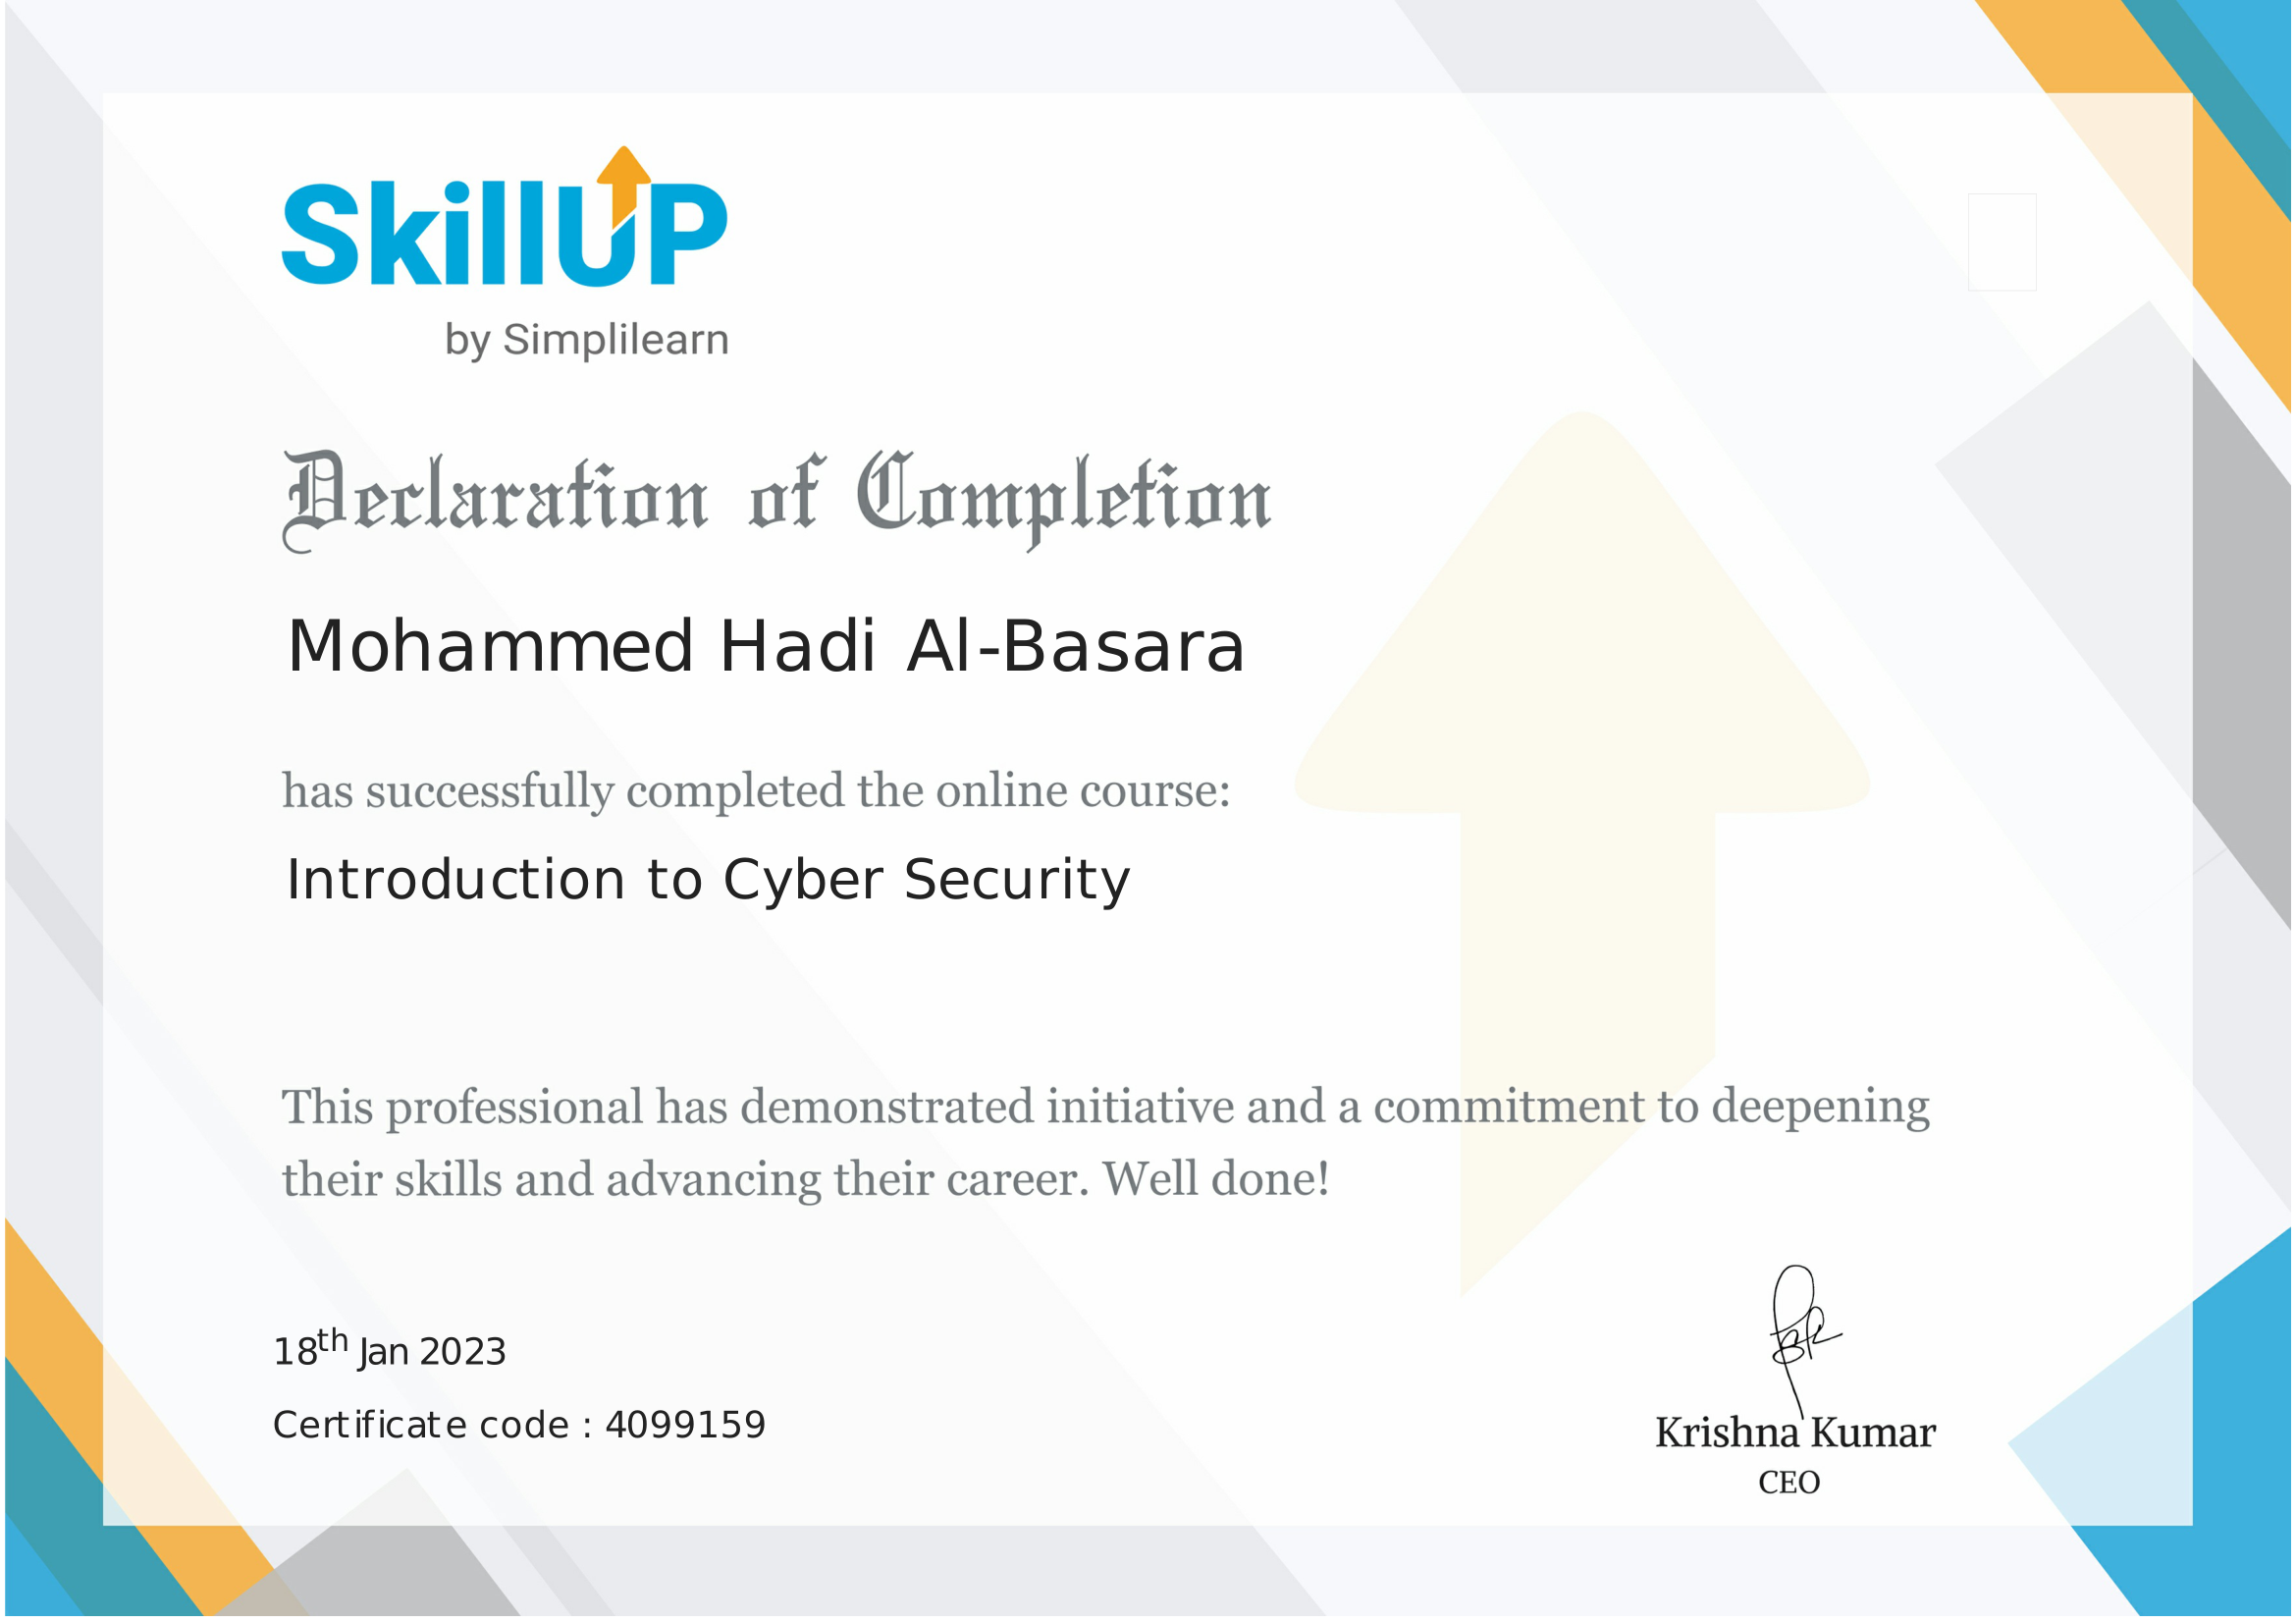 SkillUP
by Simplilearn
Declaration of Completion
Mohammed Hadi Al-Basara
has successfully completed the online course:
Introduction to Cyber Security
This professional has demonstrated initiative and a commitment to deepening
their skills and advancing their career. Well done!
18th Jan 2023
Certificate code : 4099159
Krishna Kumar
CEO